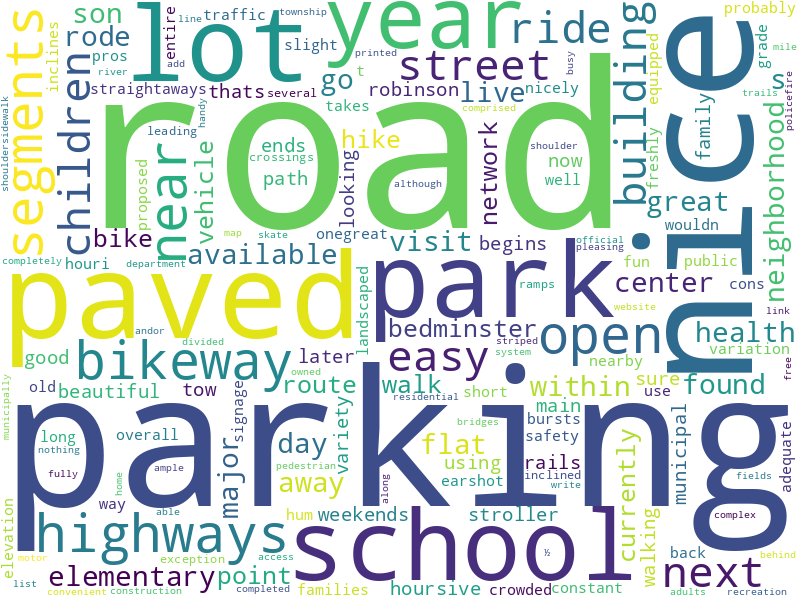 son
rode
pros
inclines
segments
shouldersidewalk
children
river
line
add
traffic
entire
handy
straightaways
lot
township
printed
slight
thats
several
go
year
t
takes
robinson
street
live
ride
busy
nicely
building
probably
grade
s
equipped
trails
mile
policefire
nice
road
leading
ends
crossings
path
near
vehicle
proposed
hike
looking
although
network
shoulder
now
well
freshly
family
great
wouldn
neighborhood
bike
available
houri
completely
department
map
skate
onegreat
visit
begins
official
pleasing
fun
public
center
cons
paved
park
landscaped
ramps
website
link
health
variation
bedminster
striped
system
open
nearby
free
andor
divided
bikeway
later
easy
good
old
beautiful
tow
route
walk
owned
residential
short
within
sure
use
found
municipally
parking
long
nothing
overall
signage
day
variety
flat
main
bursts
safety
bridges
municipal
adequate
fully
ample
major
using
rails
inclined
write
earshot
away
pedestrian
home
way
able
along
currently
walking
complex
fields
½
highways
hum
weekends
school
stroller
elevation
motor
exception
access
back
behind
elementary
point
next
list
convenient
construction
completed
families
hoursive
crowded
constant
adults
recreation